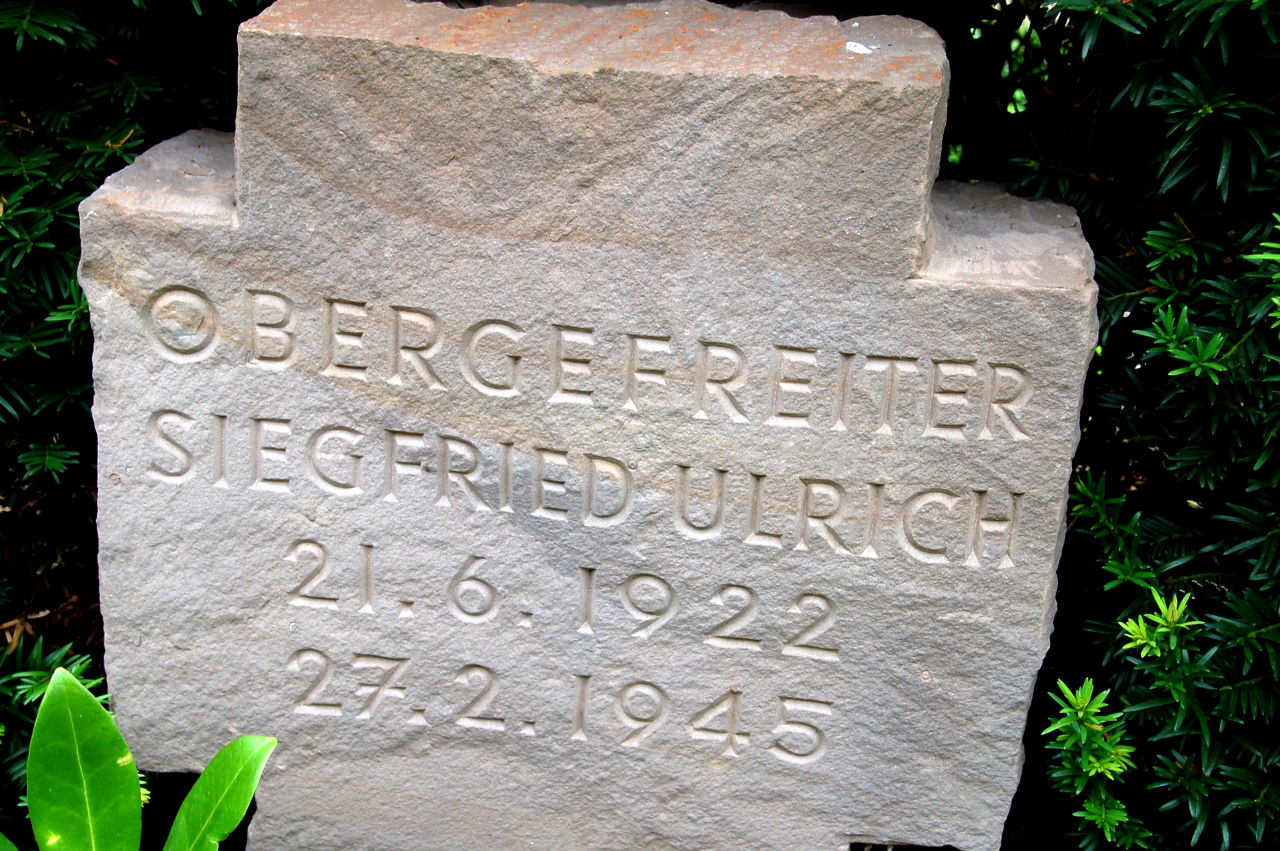 OBERGEFREITER
SIEGFRIED ULRICH
21.6.1922
27.2.1945